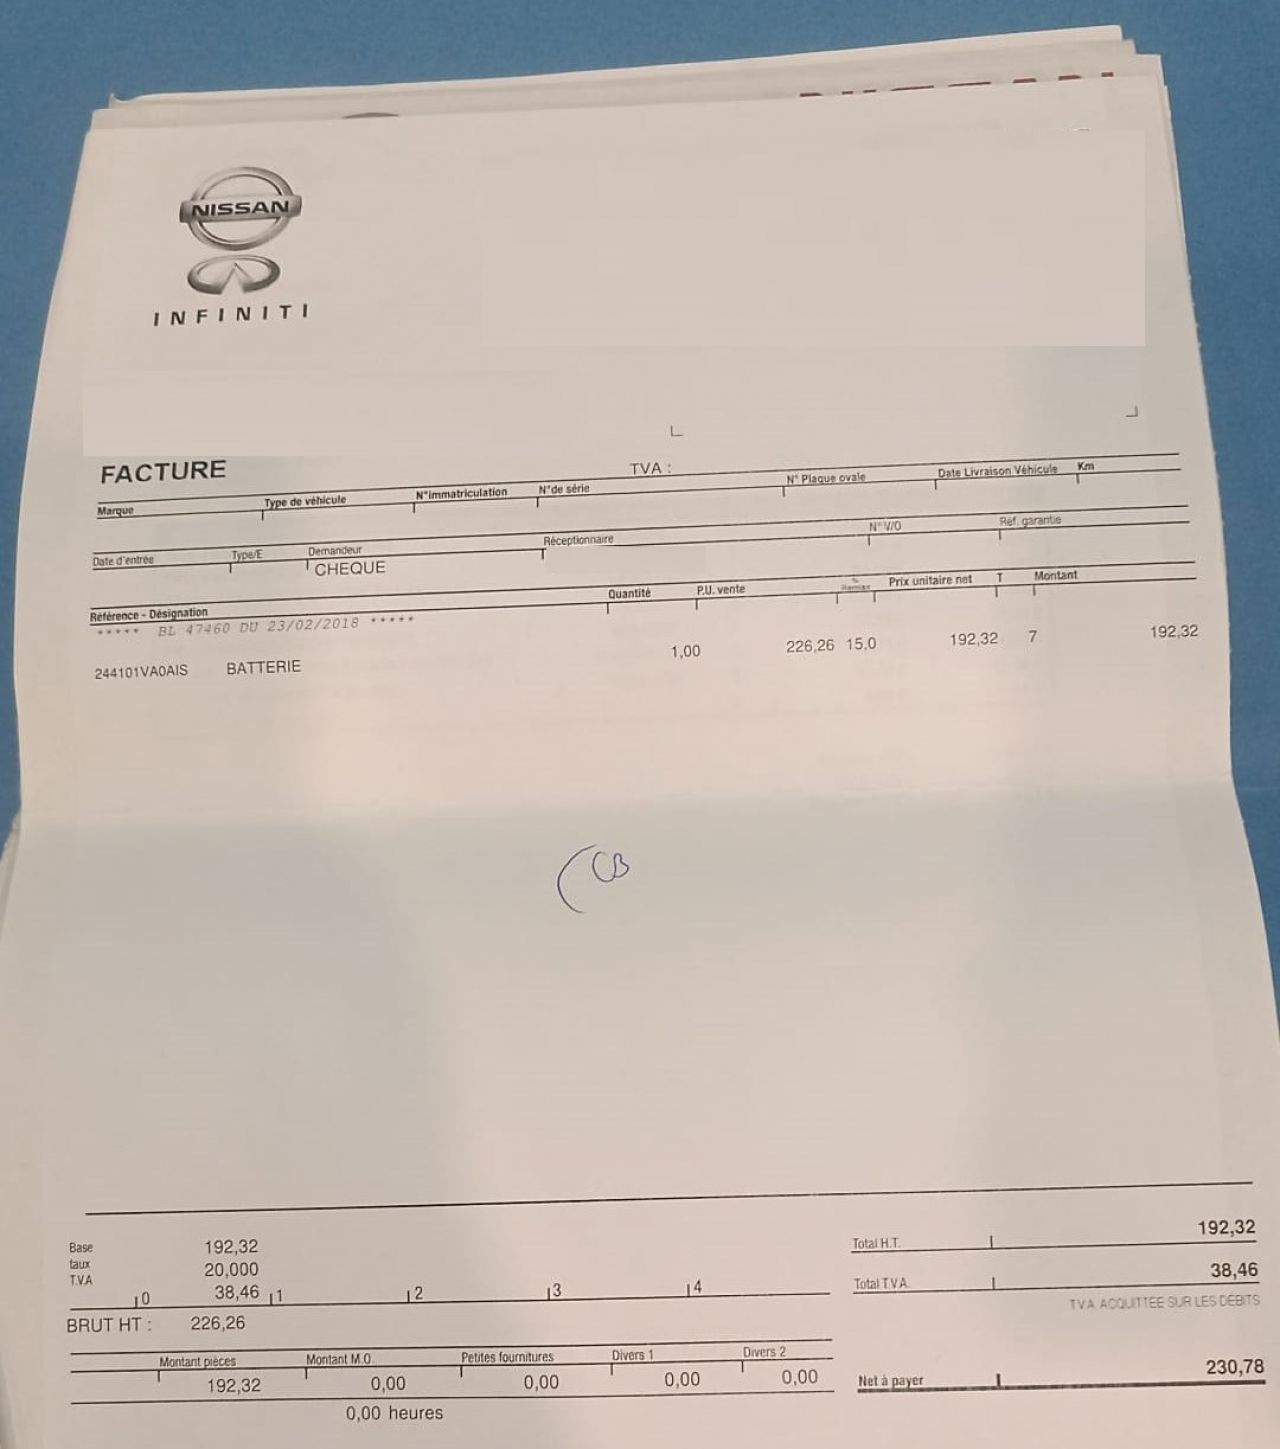 NISSAN
INFINITI
FACTURE
TVA :
Marque Type de véhicule N°immatriculation N°de série N° Plaque ovale Date Livraison Véhicule Km
Date d'entrée Type/E Demandeur Réceptionnaire N° V/O Réf. garantie
CHEQUE
Référence - Désignation Quantité P.U. vente % Remise Prix unitaire net T Montant
***** BL 47460 DU 23/02/2018 *****
244101VA0AIS BATTERIE 1,00 226,26 15,0 192,32 7 192,32
CB
Base 192,32
taux 20,000
T.V.A 38,46
0 1 2 3 4
BRUT HT : 226,26
Total H.T. 192,32
Total T.V.A. 38,46
TVA ACQUITTEE SUR LES DEBITS
Montant pièces Montant M.O. Petites fournitures Divers 1 Divers 2
192,32 0,00 0,00 0,00 0,00
0,00 heures
Net à payer 230,78